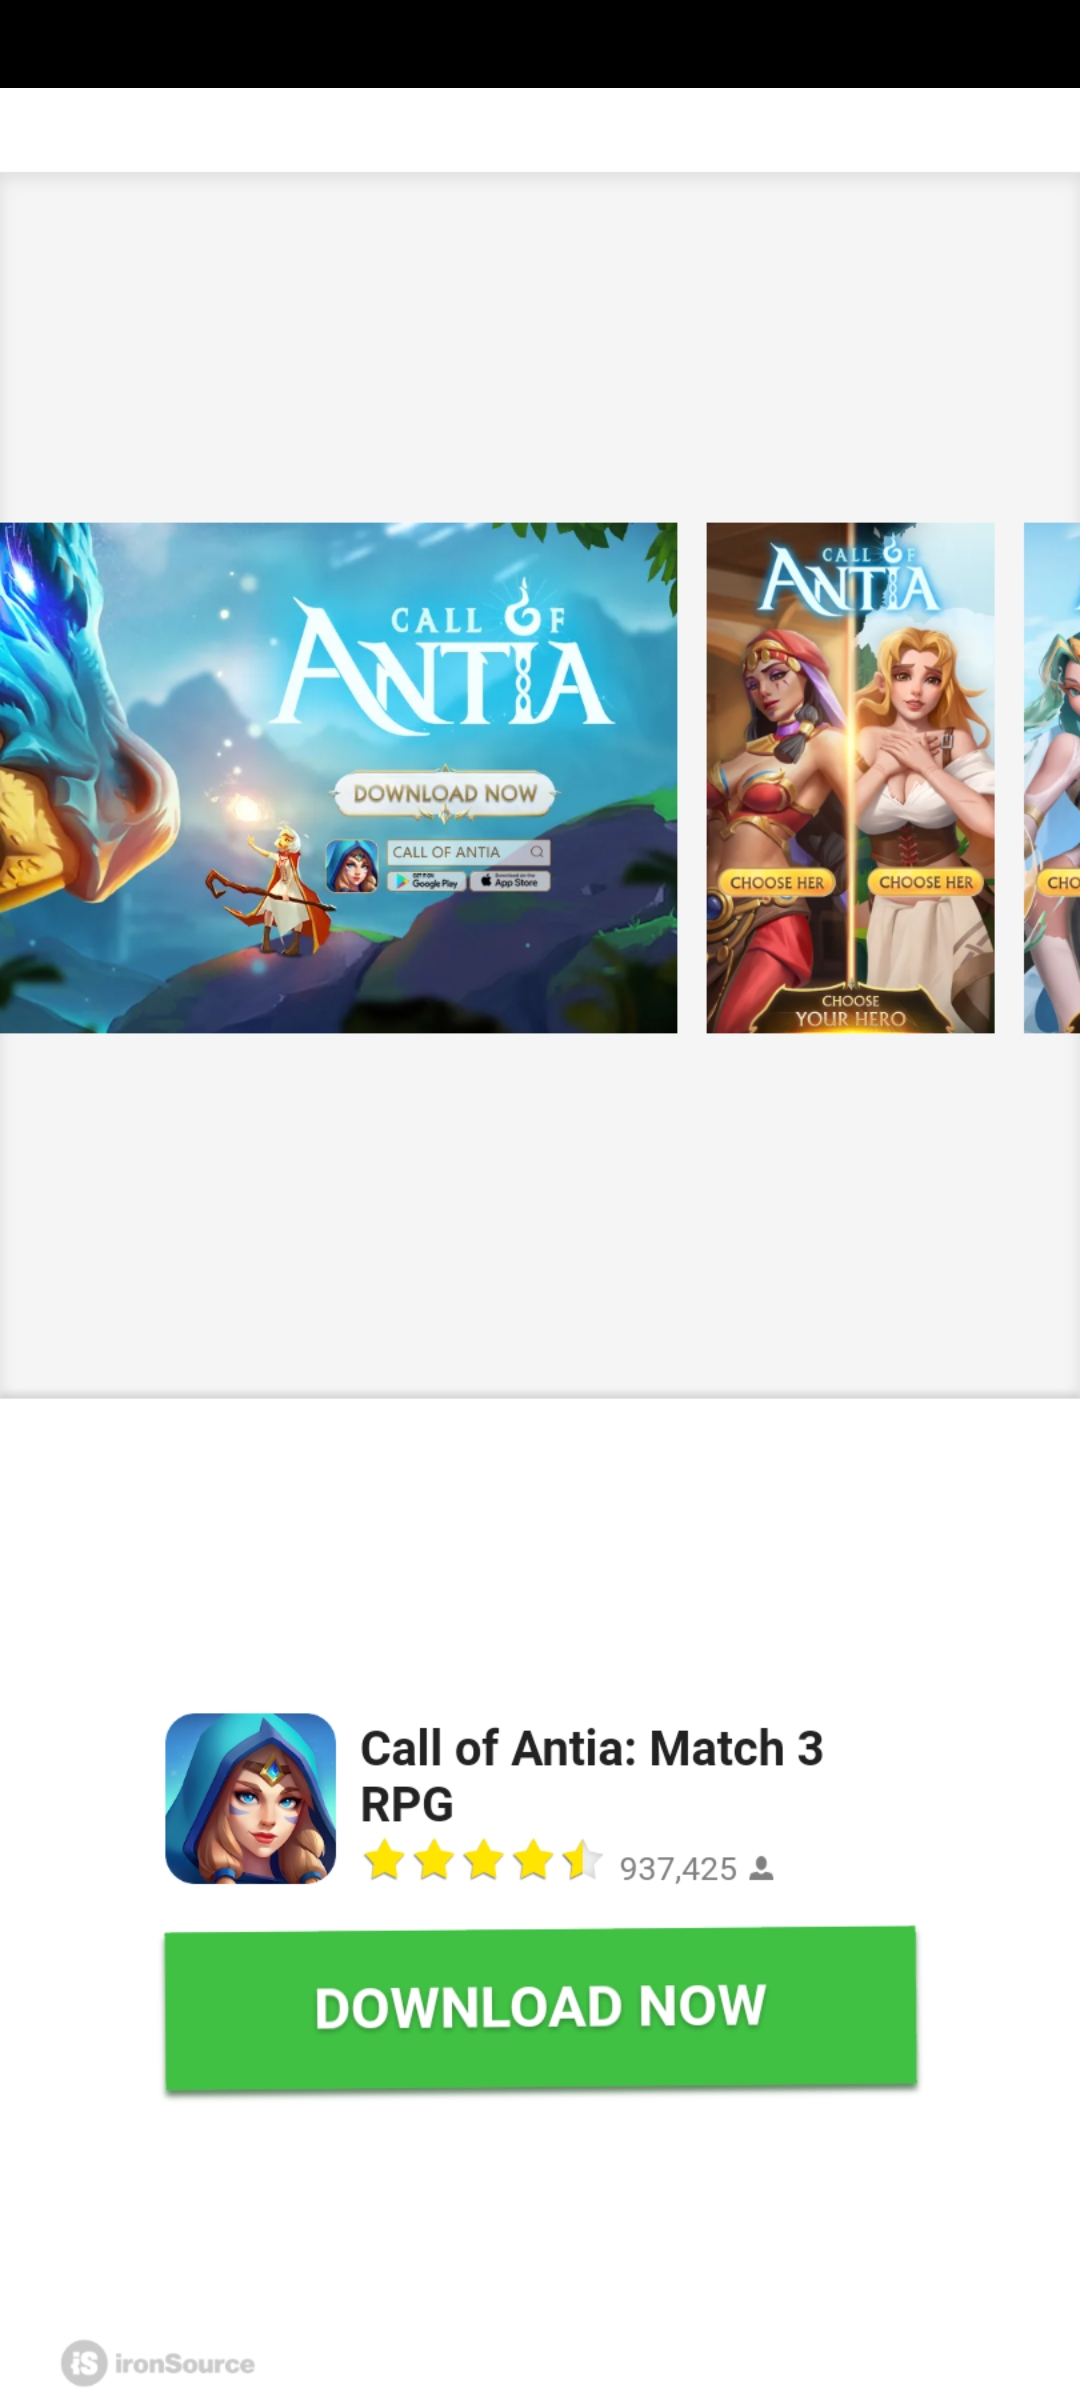 CALL OF
ANTIA
DOWNLOAD NOW
CALL OF ANTIA
GET IT ON
Google Play
Download on the
App Store
CALL OF
ANTIA
CHOOSE HER
CHOOSE HER
CHOOSE
YOUR HERO
CHO
Call of Antia: Match 3
RPG
937,425
DOWNLOAD NOW
iS ironSource